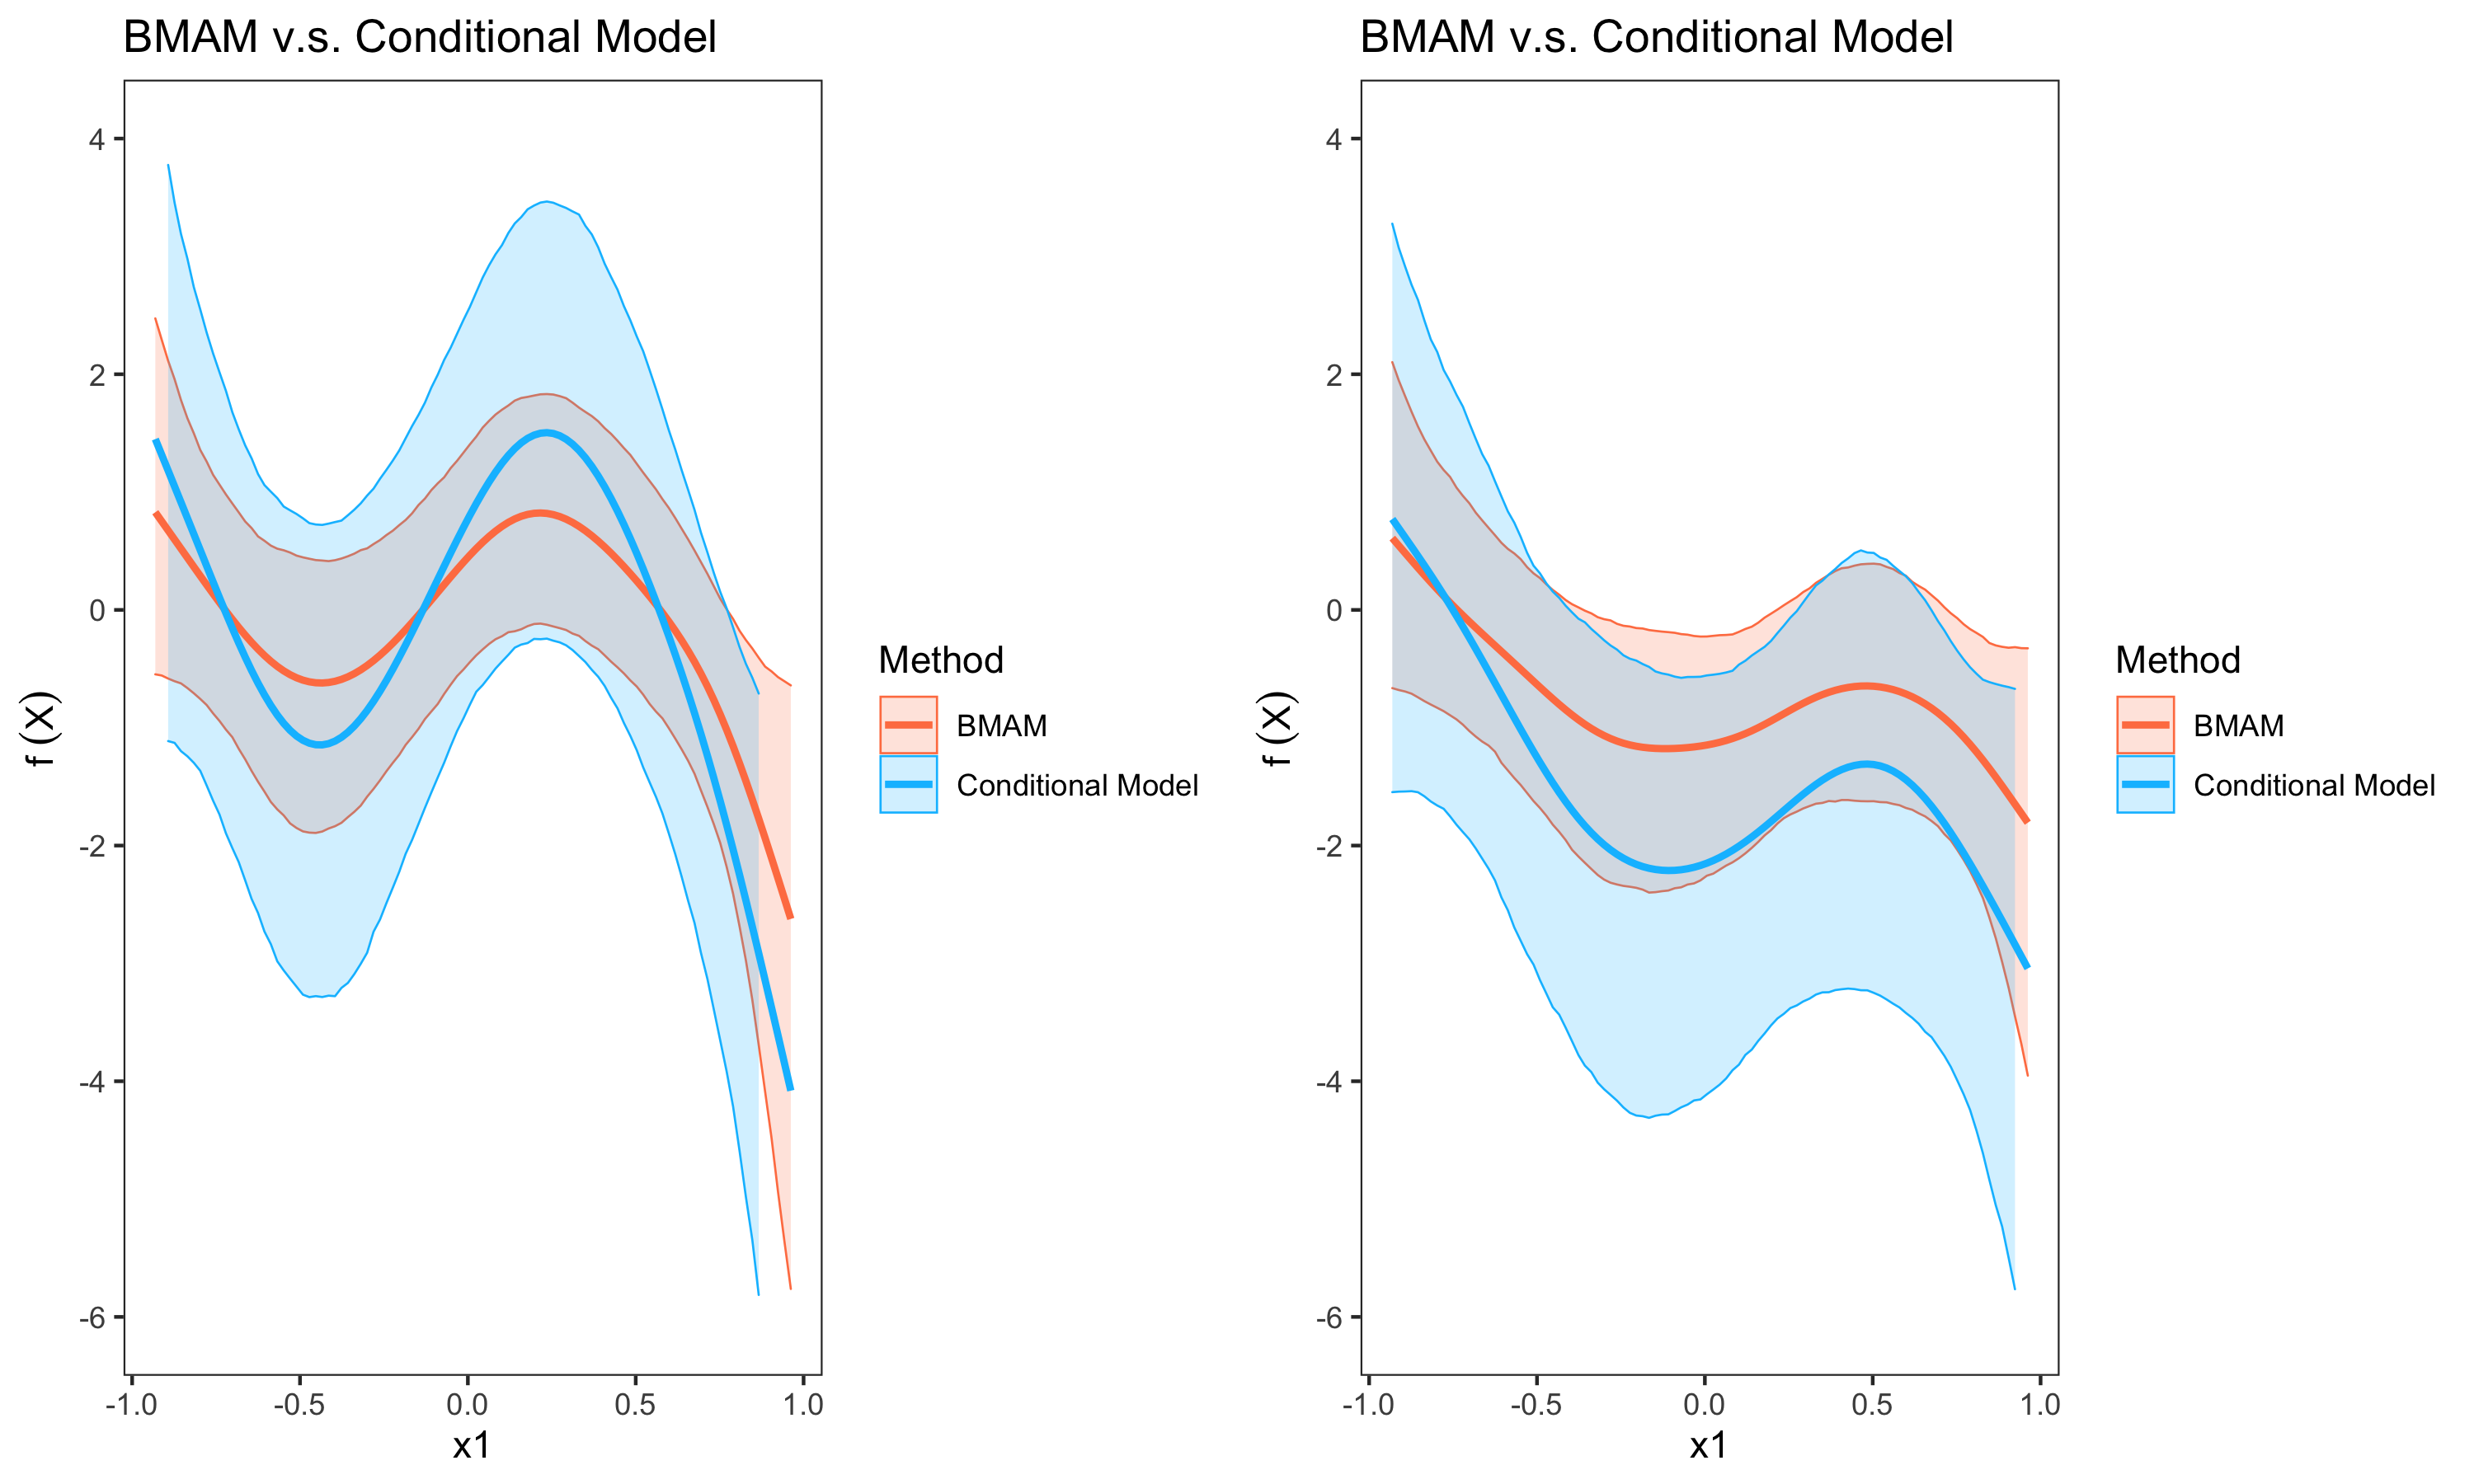 BMAM v.s. Conditional Model
4
2
0
-2
-4
-6
f (X)
-1.0 -0.5 0.0 0.5 1.0
x1
Method
BMAM
Conditional Model
BMAM v.s. Conditional Model
4
2
0
-2
-4
-6
f (X)
-1.0 -0.5 0.0 0.5 1.0
x1
Method
BMAM
Conditional Model